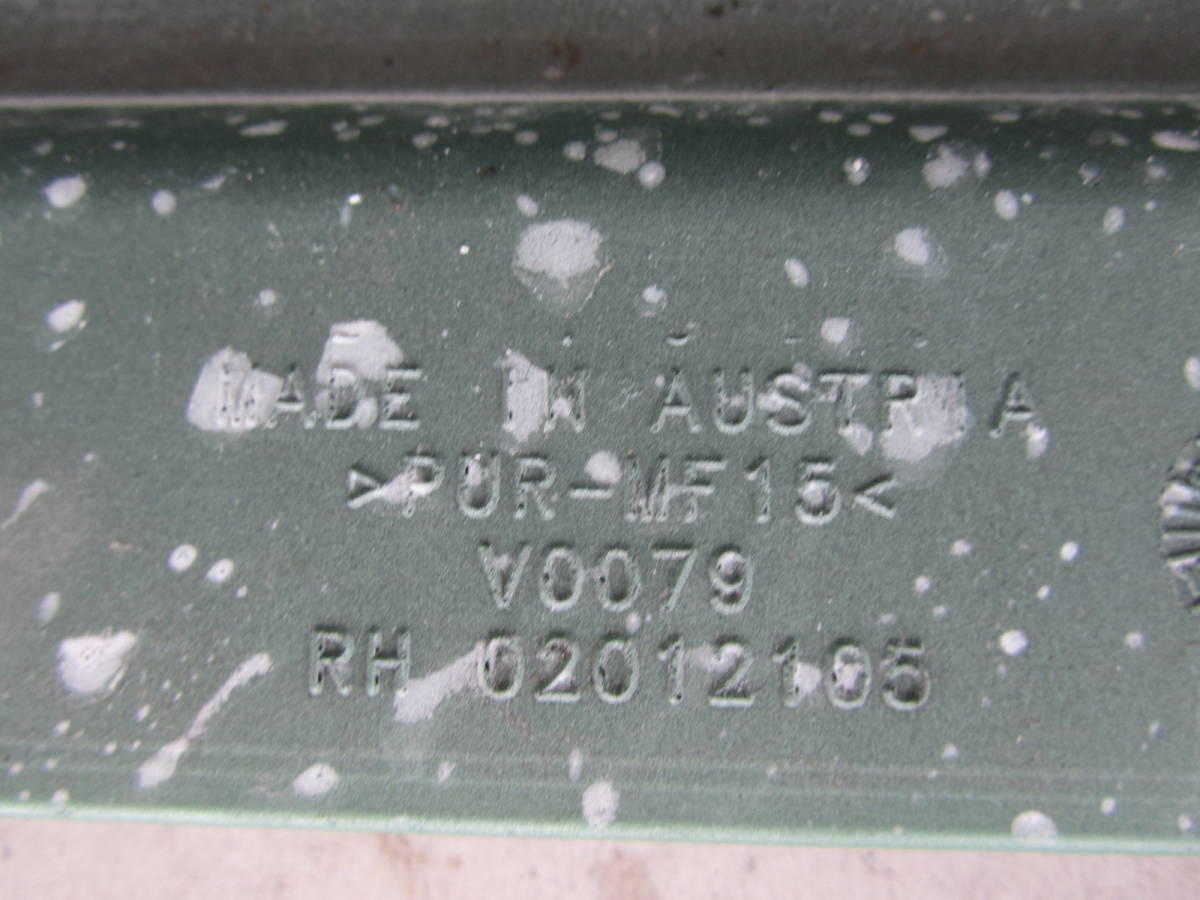 MADE IN AUSTRIA
>PUR-MF15<
V0079
RH 02012105